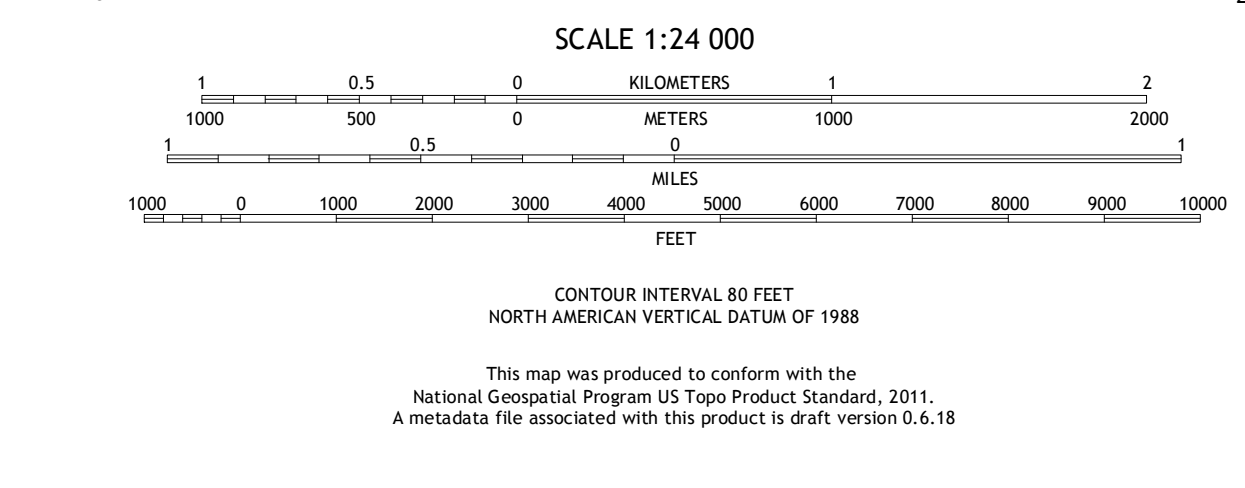 SCALE 1:24 000
1 0.5 0 KILOMETERS 1 2
1000 500 0 METERS 1000 2000
1 0.5 0 1
MILES
1000 0 1000 2000 3000 4000 5000 6000 7000 8000 9000 10000
FEET
CONTOUR INTERVAL 80 FEET
NORTH AMERICAN VERTICAL DATUM OF 1988
This map was produced to conform with the
National Geospatial Program US Topo Product Standard, 2011.
A metadata file associated with this product is draft version 0.6.18